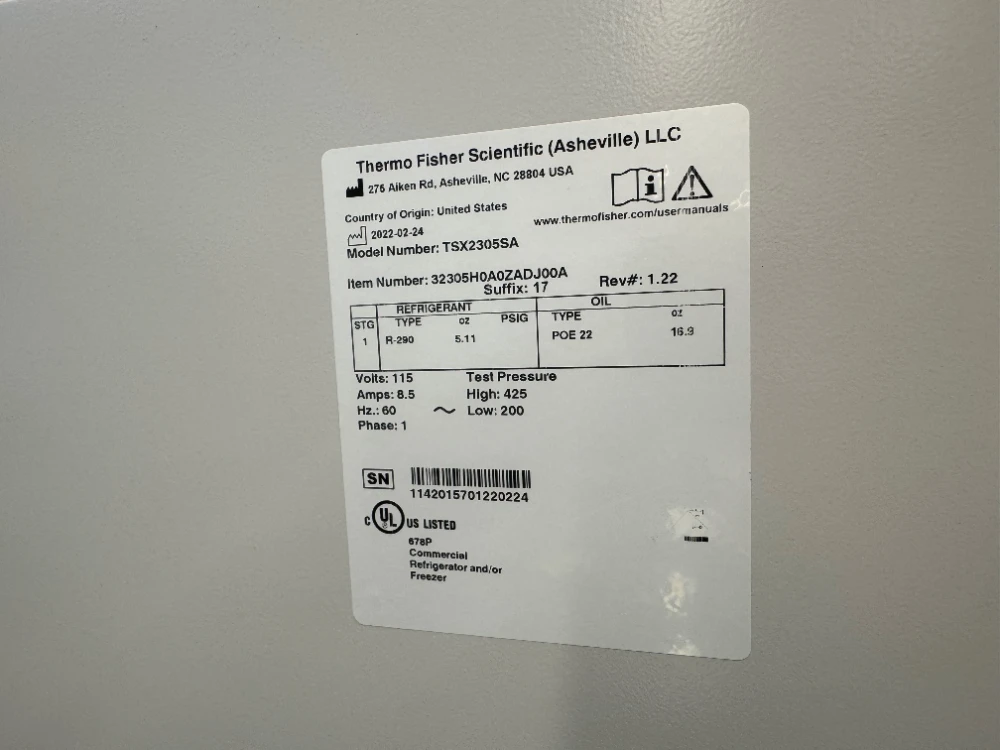 Thermo Fisher Scientific (Asheville) LLC
275 Aiken Rd, Asheville, NC 28804 USA
Country of Origin: United States
www.thermofisher.com/usermanuals
2022-02-24
Model Number: TSX2305SA
Item Number: 32305H0A0ZADJ00A
Suffix: 17 Rev#: 1.22
REFRIGERANT OIL
STG TYPE oz PSIG TYPE oz
1 R-290 5.11 POE 22 16.9
Volts: 115 Test Pressure
Amps: 8.5 High: 425
Hz.: 60 ~ Low: 200
Phase: 1
SN
1142015701220224
C UL US LISTED
678P
Commercial
Refrigerator and/or
Freezer